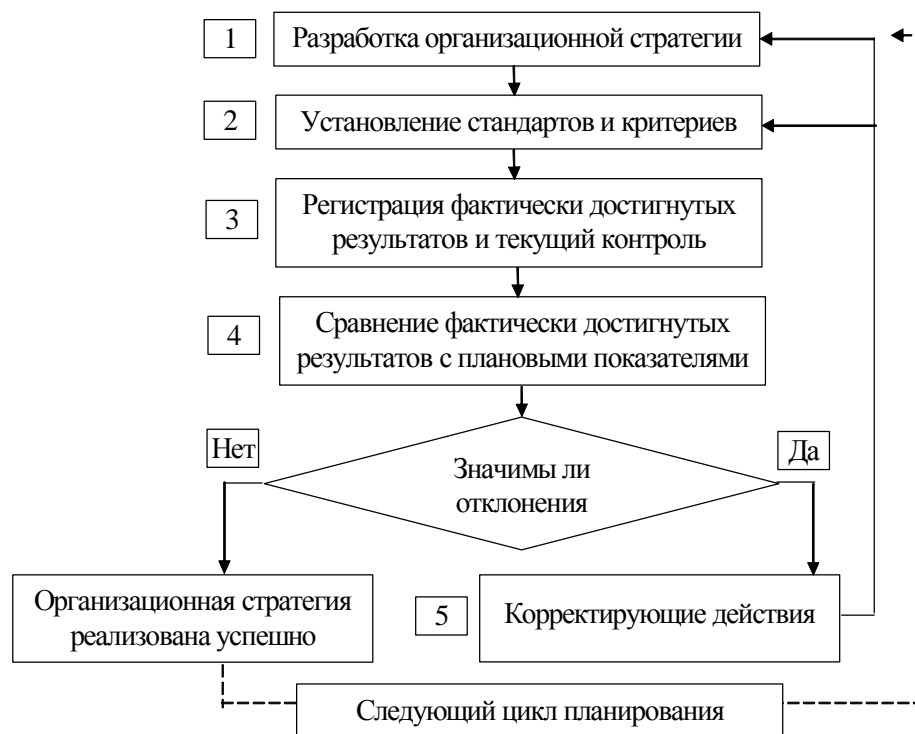 1
Разработка организационной стратегии
2
Установление стандартов и критериев
3
Регистрация фактически достигнутых
результатов и текущий контроль
4
Сравнение фактически достигнутых
результатов с плановыми показателями
Нет
Да
Значимы ли
отклонения
Организационная стратегия
реализована успешно
5
Корректирующие действия
Следующий цикл планирования